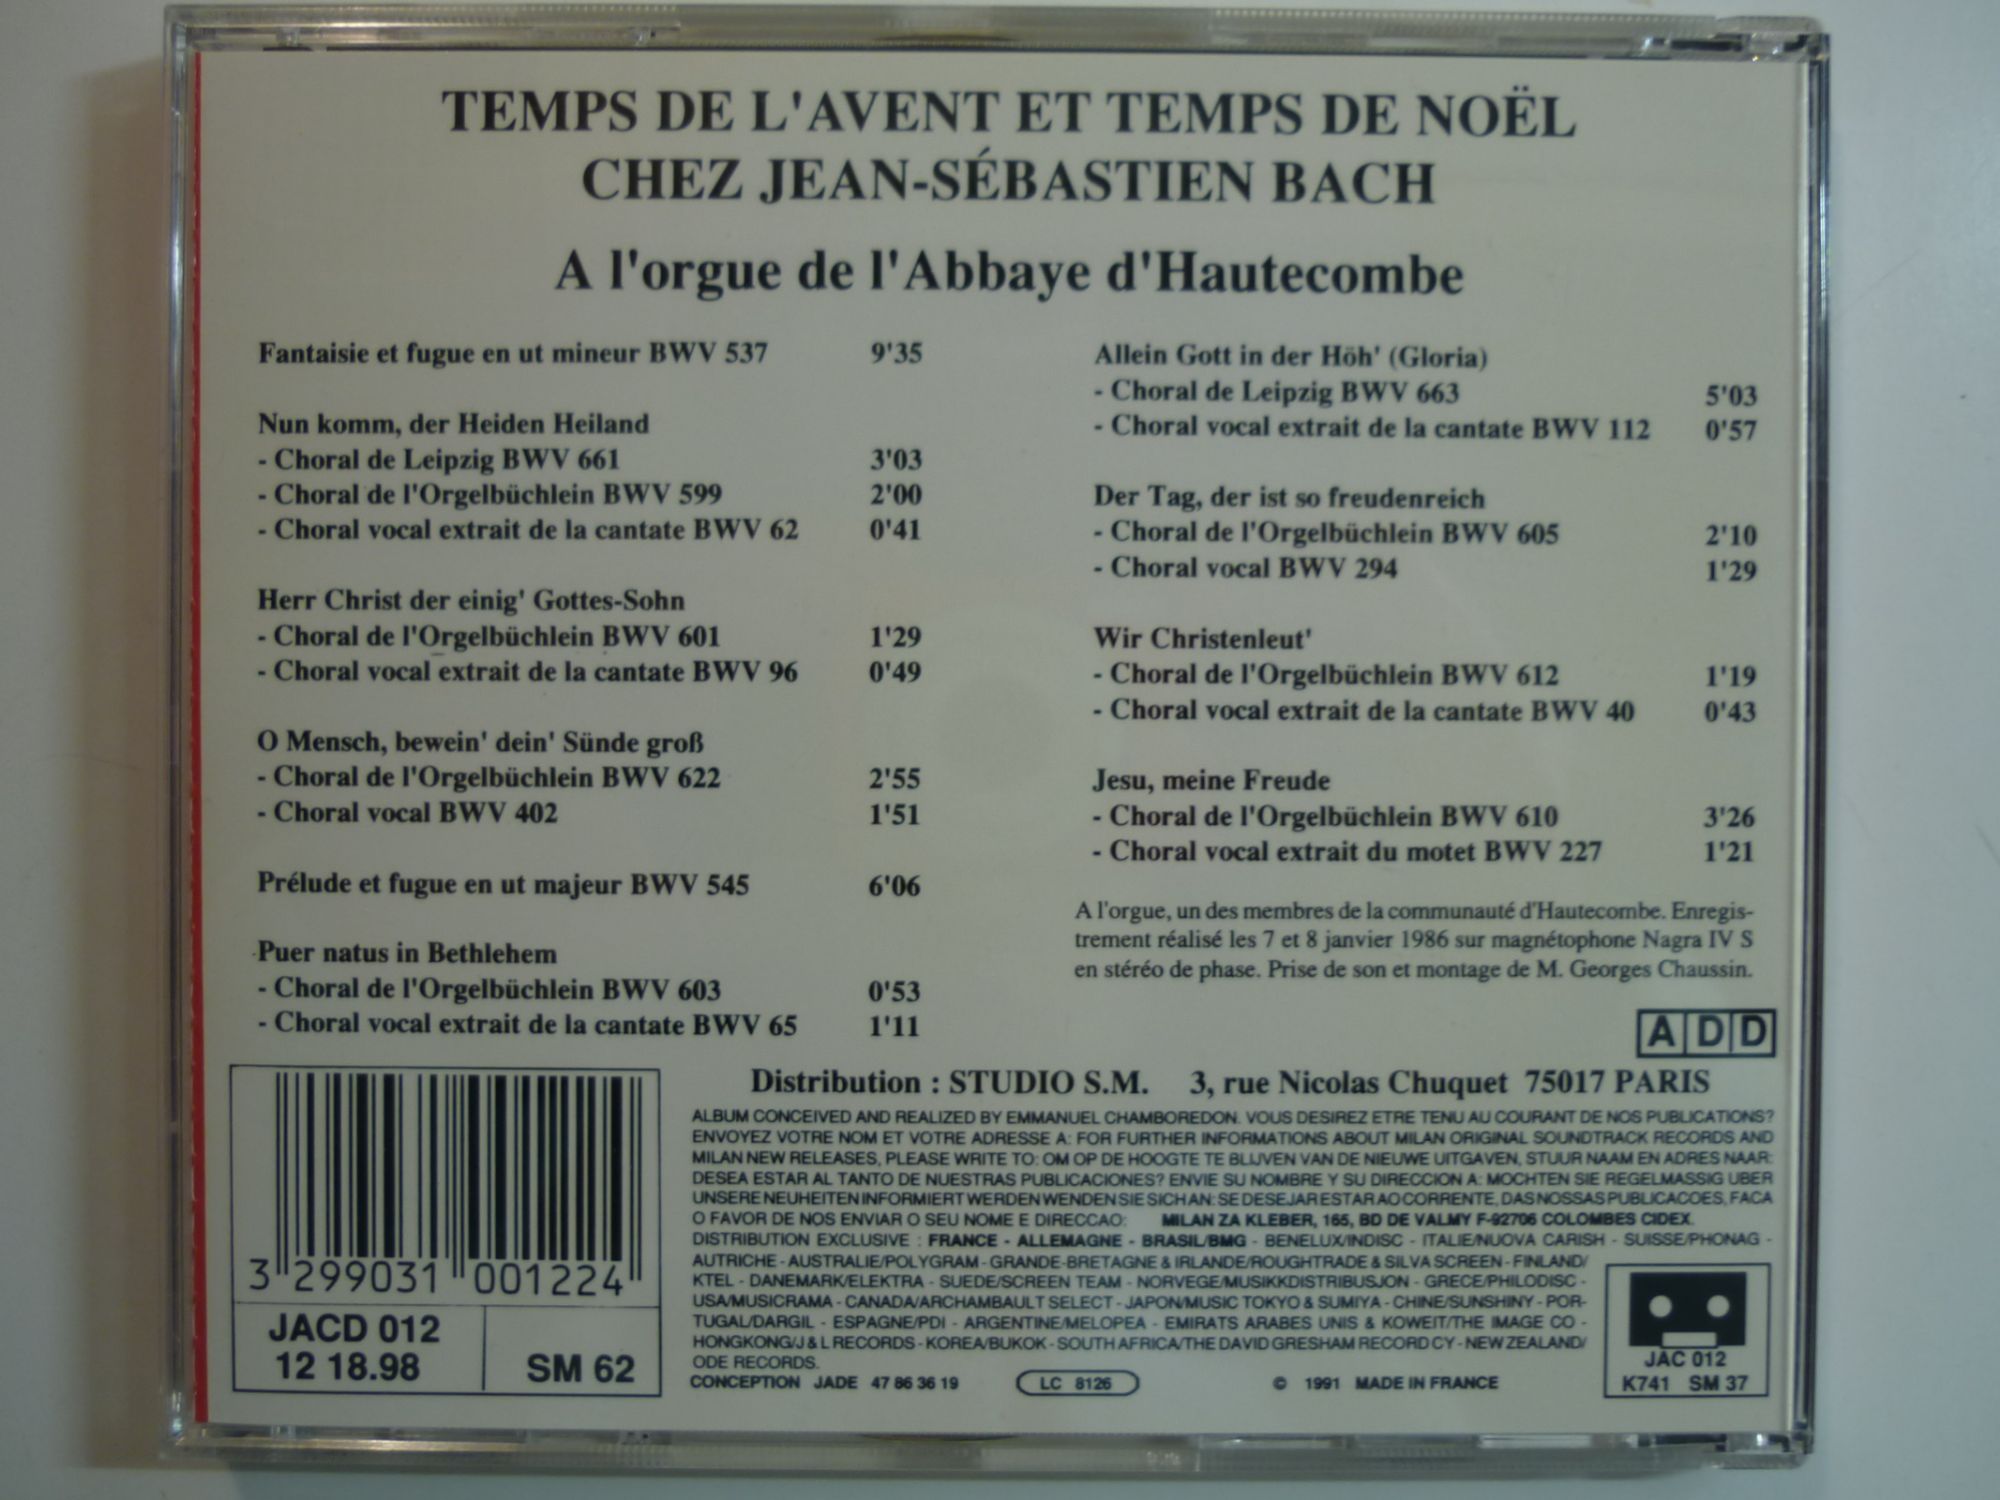 TEMPS DE L'AVENT ET TEMPS DE NOËL
CHEZ JEAN-SÉBASTIEN BACH
A l'orgue de l'Abbaye d'Hautecombe
Fantaisie et fugue en ut mineur BWV 537 9'35
Nun komm, der Heiden Heiland
- Choral de Leipzig BWV 661 3'03
- Choral de l'Orgelbüchlein BWV 599 2'00
- Choral vocal extrait de la cantate BWV 62 0'41
Herr Christ der einig' Gottes-Sohn
- Choral de l'Orgelbüchlein BWV 601 1'29
- Choral vocal extrait de la cantate BWV 96 0'49
O Mensch, bewein' dein' Sünde groß
- Choral de l'Orgelbüchlein BWV 622 2'55
- Choral vocal BWV 402 1'51
Prélude et fugue en ut majeur BWV 545 6'06
Puer natus in Bethlehem
- Choral de l'Orgelbüchlein BWV 603 0'53
- Choral vocal extrait de la cantate BWV 65 1'11
Allein Gott in der Höh' (Gloria)
- Choral de Leipzig BWV 663 5'03
- Choral vocal extrait de la cantate BWV 112 0'57
Der Tag, der ist so freudenreich
- Choral de l'Orgelbüchlein BWV 605 2'10
- Choral vocal BWV 294 1'29
Wir Christenleut'
- Choral de l'Orgelbüchlein BWV 612 1'19
- Choral vocal extrait de la cantate BWV 40 0'43
Jesu, meine Freude
- Choral de l'Orgelbüchlein BWV 610 3'26
- Choral vocal extrait du motet BWV 227 1'21
A l'orgue, un des membres de la communauté d'Hautecombe. Enregis-
trement réalisé les 7 et 8 janvier 1986 sur magnétophone Nagra IV S
en stéréo de phase. Prise de son et montage de M. Georges Chaussin.
ADD
Distribution : STUDIO S.M. 3, rue Nicolas Chuquet 75017 PARIS
ALBUM CONCEIVED AND REALIZED BY EMMANUEL CHAMBOREDON. VOUS DESIREZ ETRE TENU AU COURANT DE NOS PUBLICATIONS?
ENVOYEZ VOTRE NOM ET VOTRE ADRESSE A: FOR FURTHER INFORMATIONS ABOUT MILAN ORIGINAL SOUNDTRACK RECORDS AND
MILAN NEW RELEASES, PLEASE WRITE TO: OM OP DE HOOGTE TE BLIJVEN VAN DE NIEUWE UITGAVEN, STUUR NAAM EN ADRES NAAR:
DESEA ESTAR AL TANTO DE NUESTRAS PUBLICACIONES? ENVIE SU NOMBRE Y SU DIRECCION A: MOCHTEN SIE REGELMASSIG UBER
UNSERE NEUHEITEN INFORMIERT WERDEN WENDEN SIE SICH AN: SE DESEJAR ESTAR AO CORRENTE, DAS NOSSAS PUBLICACOES, FACA
O FAVOR DE NOS ENVIAR O SEU NOME E DIRECCAO: MILAN ZA KLEBER, 165, BD DE VALMY F-92706 COLOMBES CIDEX.
DISTRIBUTION EXCLUSIVE : FRANCE - ALLEMAGNE - BRASIL/BMG - BENELUX/INDISC - ITALIE/NUOVA CARISH - SUISSE/PHONAG -
AUTRICHE - AUSTRALIE/POLYGRAM - GRANDE-BRETAGNE & IRLANDE/ROUGHTRADE & SILVA SCREEN - FINLAND/
KTEL - DANEMARK/ELEKTRA - SUEDE/SCREEN TEAM - NORVEGE/MUSIKKDISTRIBUSJON - GRECE/PHILODISC -
USA/MUSICRAMA - CANADA/ARCHAMBAULT SELECT - JAPON/MUSIC TOKYO & SUMIYA - CHINE/SUNSHINY - POR-
TUGAL/DARGIL - ESPAGNE/PDI - ARGENTINE/MELOPEA - EMIRATS ARABES UNIS & KOWEIT/THE IMAGE CO -
HONGKONG/J & L RECORDS - KOREA/BUKOK - SOUTH AFRICA/THE DAVID GRESHAM RECORD CY - NEW ZEALAND/
ODE RECORDS.
CONCEPTION JADE 47 86 36 19 LC 8126 © 1991 MADE IN FRANCE
3 299031 001224
JACD 012
12 18.98
SM 62
JAC 012
K741 SM 37